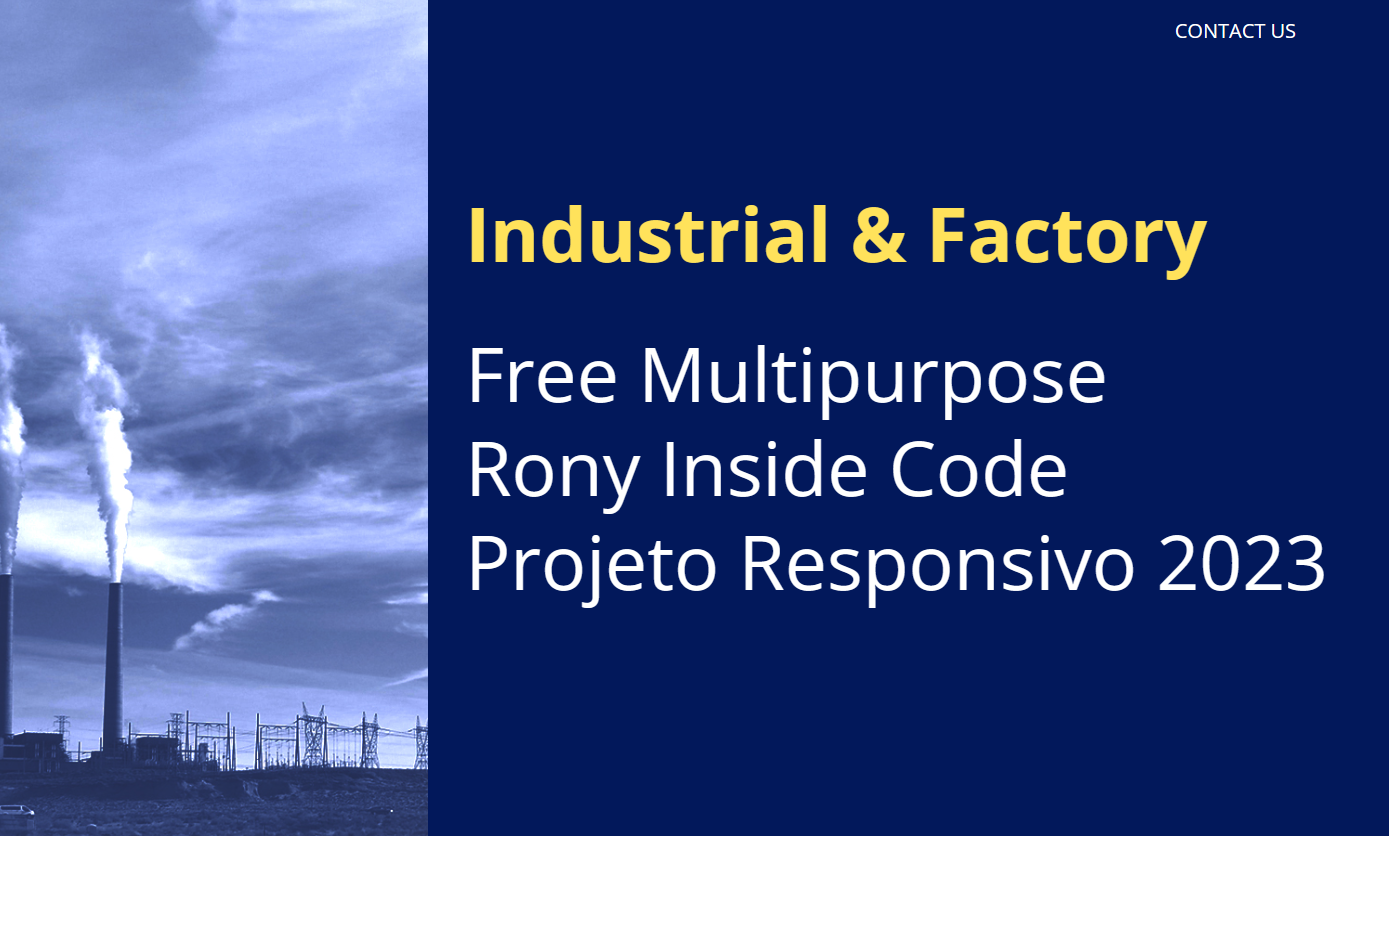 CONTACT US
Industrial & Factory
Free Multipurpose
Rony Inside Code
Projeto Responsivo 2023